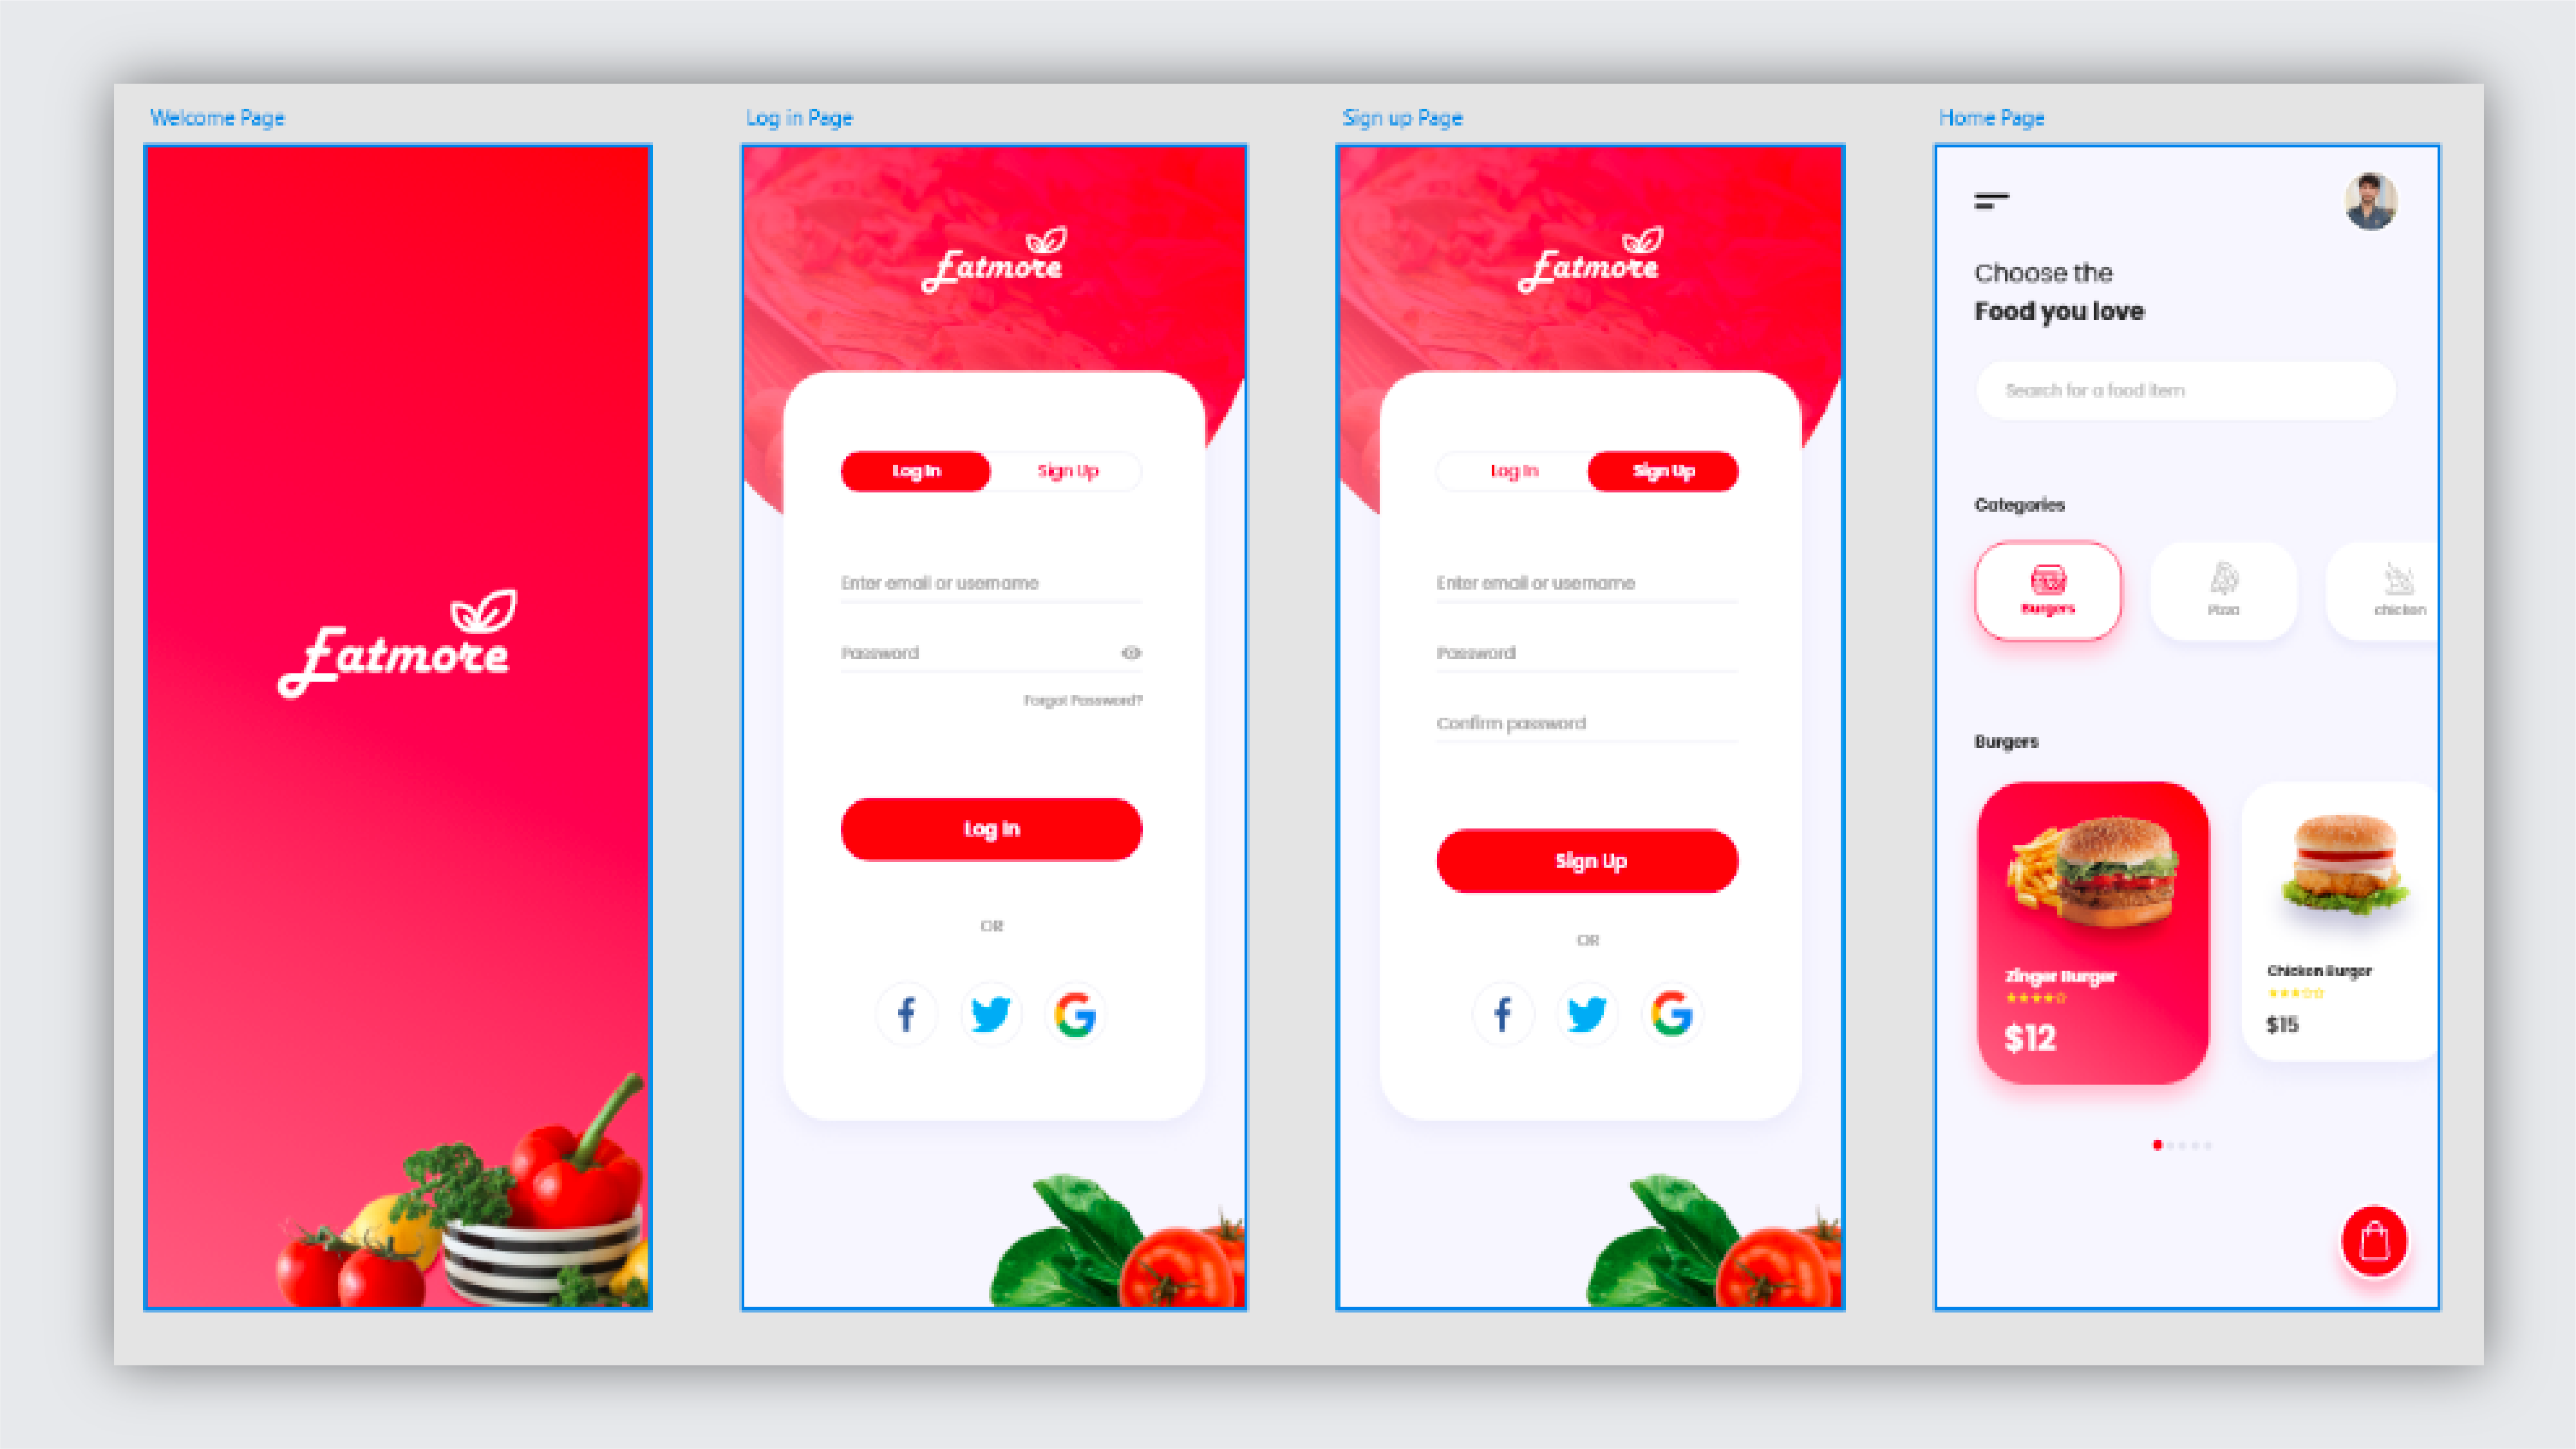 Welcome Page
Eatmore
Log in Page
Eatmore
Log In
Sign Up
Enter email or username
Password
Forgot Password?
Log in
OR
Sign up Page
Eatmore
Log In
Sign Up
Enter email or username
Password
Confirm password
Sign Up
OR
Home Page
Choose the
Food you love
Search for a food item
Categories
Burgers
Pizza
chicken
Burgers
Zinger Burger
$12
Chicken Burger
$15